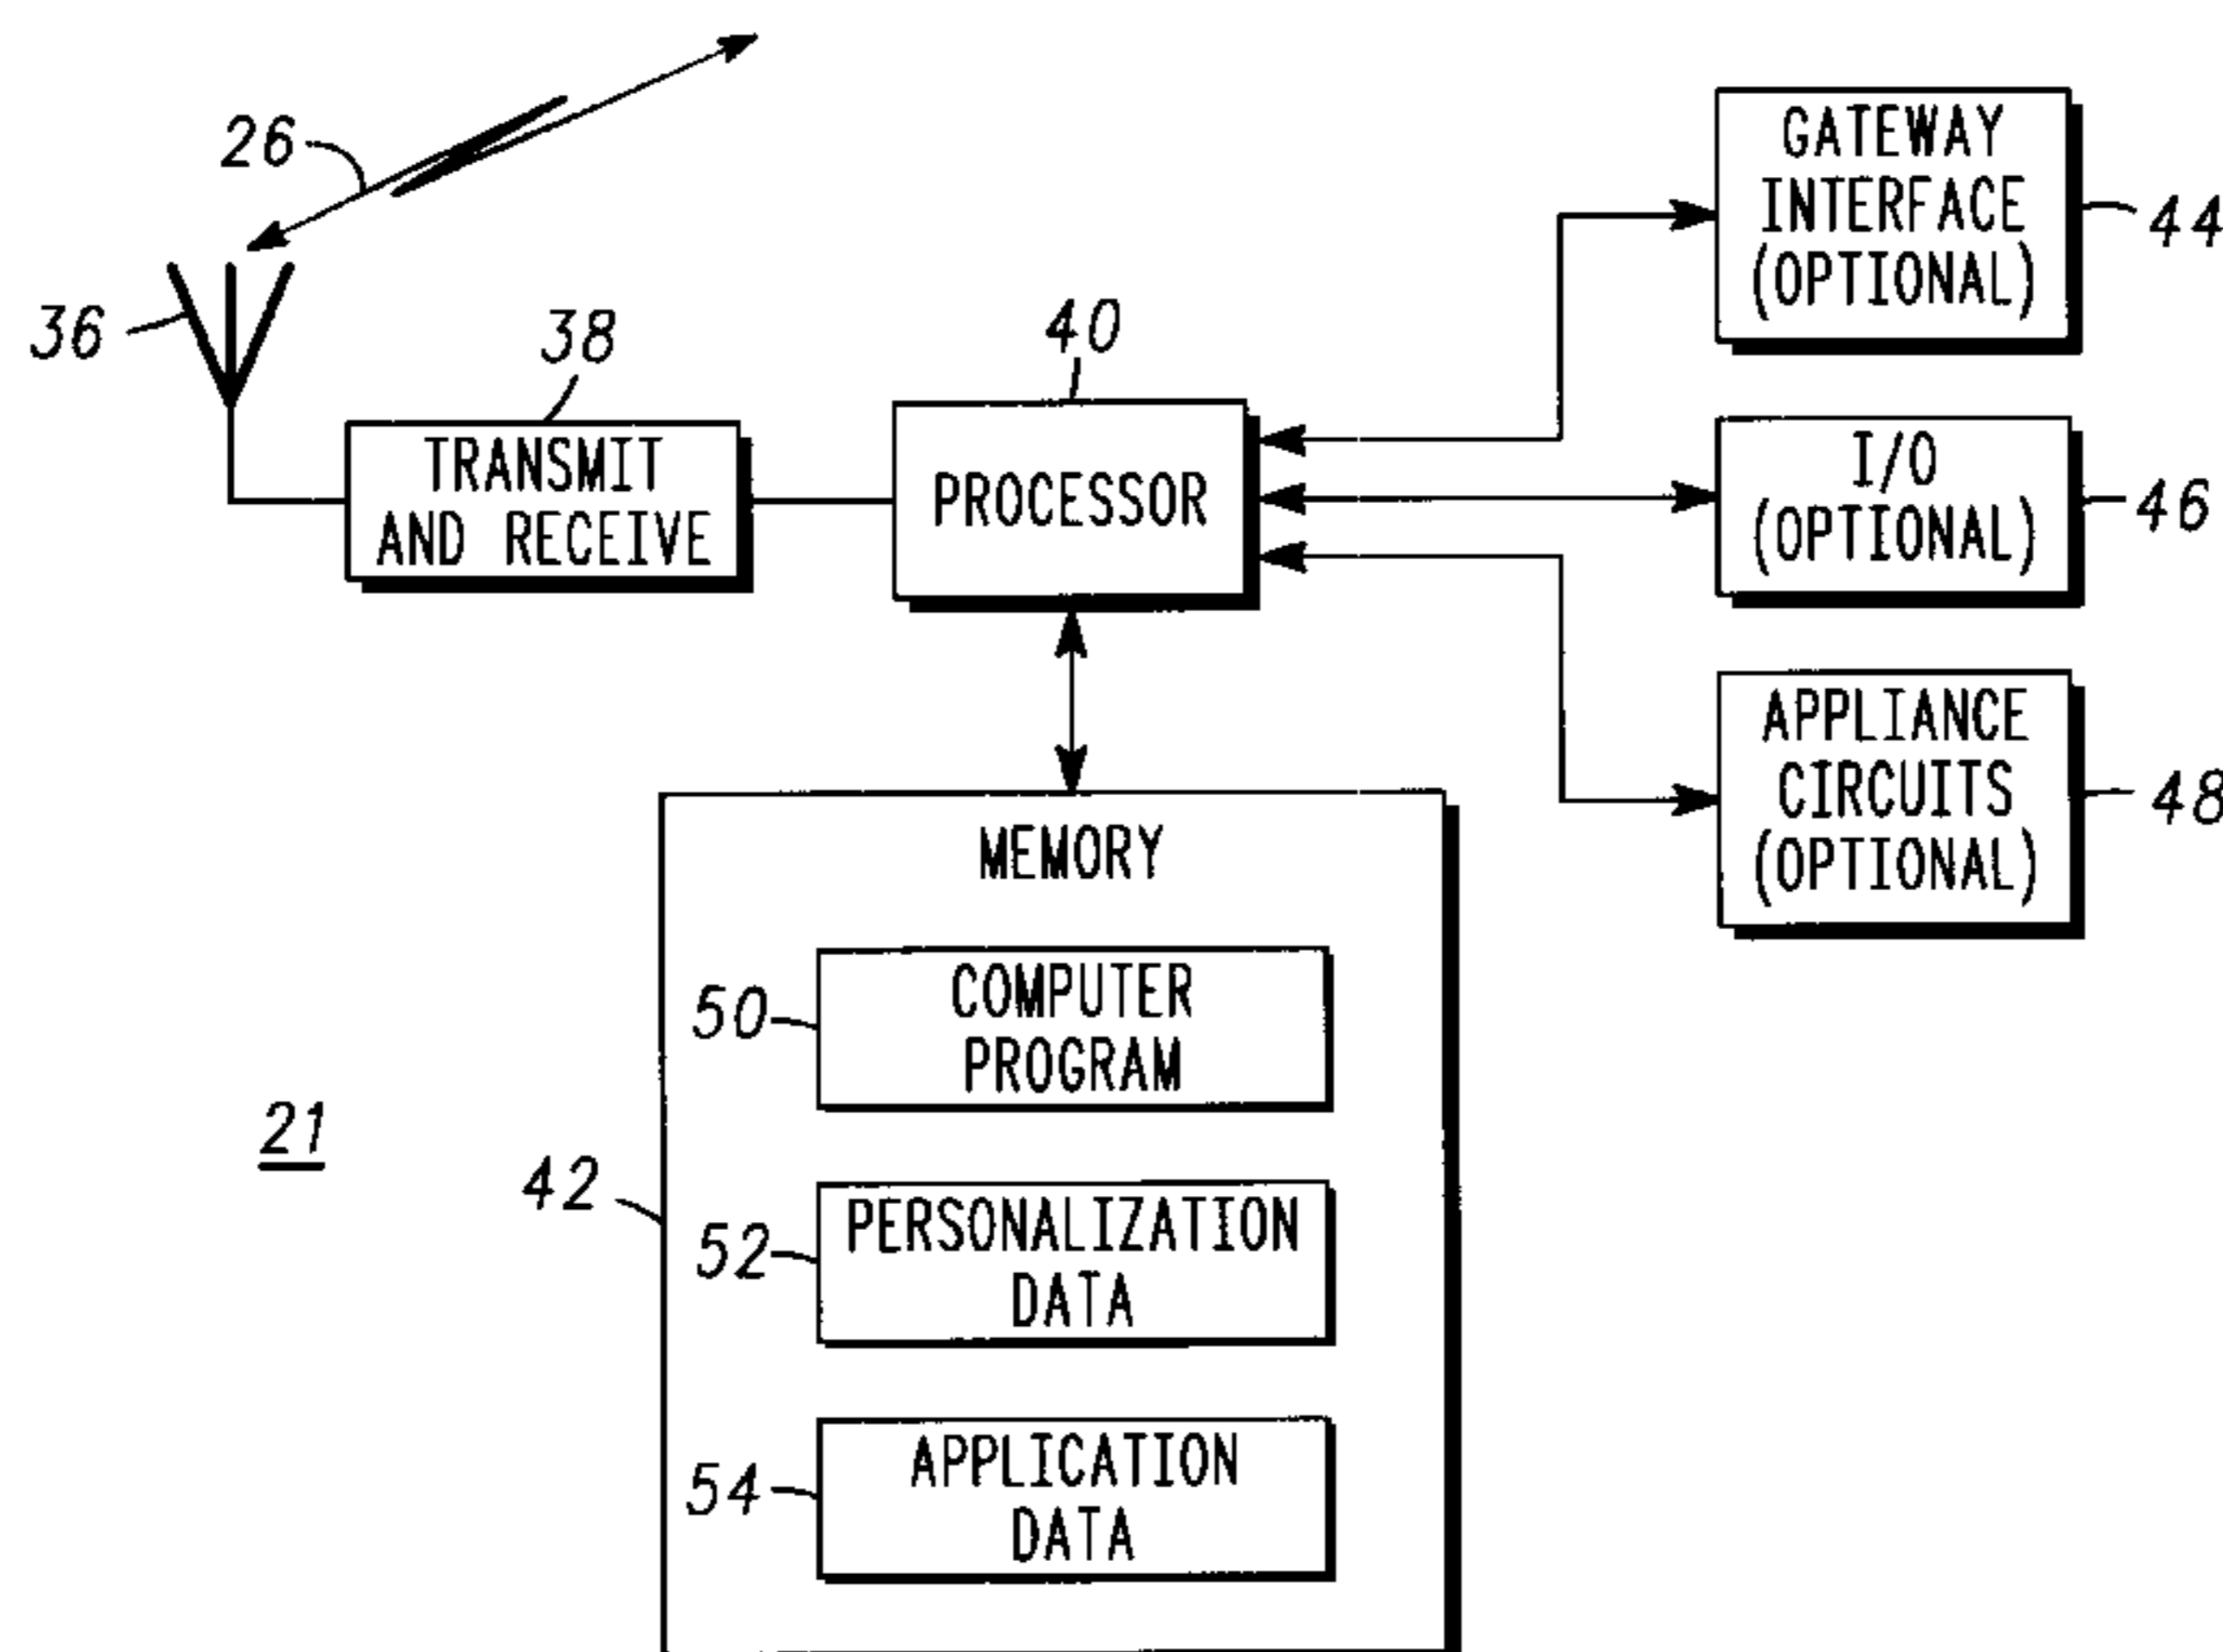 26
36
38
TRANSMIT
AND RECEIVE
40
PROCESSOR
GATEWAY
INTERFACE
(OPTIONAL)
44
I/O
(OPTIONAL)
46
APPLIANCE
CIRCUITS
(OPTIONAL)
48
MEMORY
50
COMPUTER
PROGRAM
21
42
52
PERSONALIZATION
DATA
54
APPLICATION
DATA